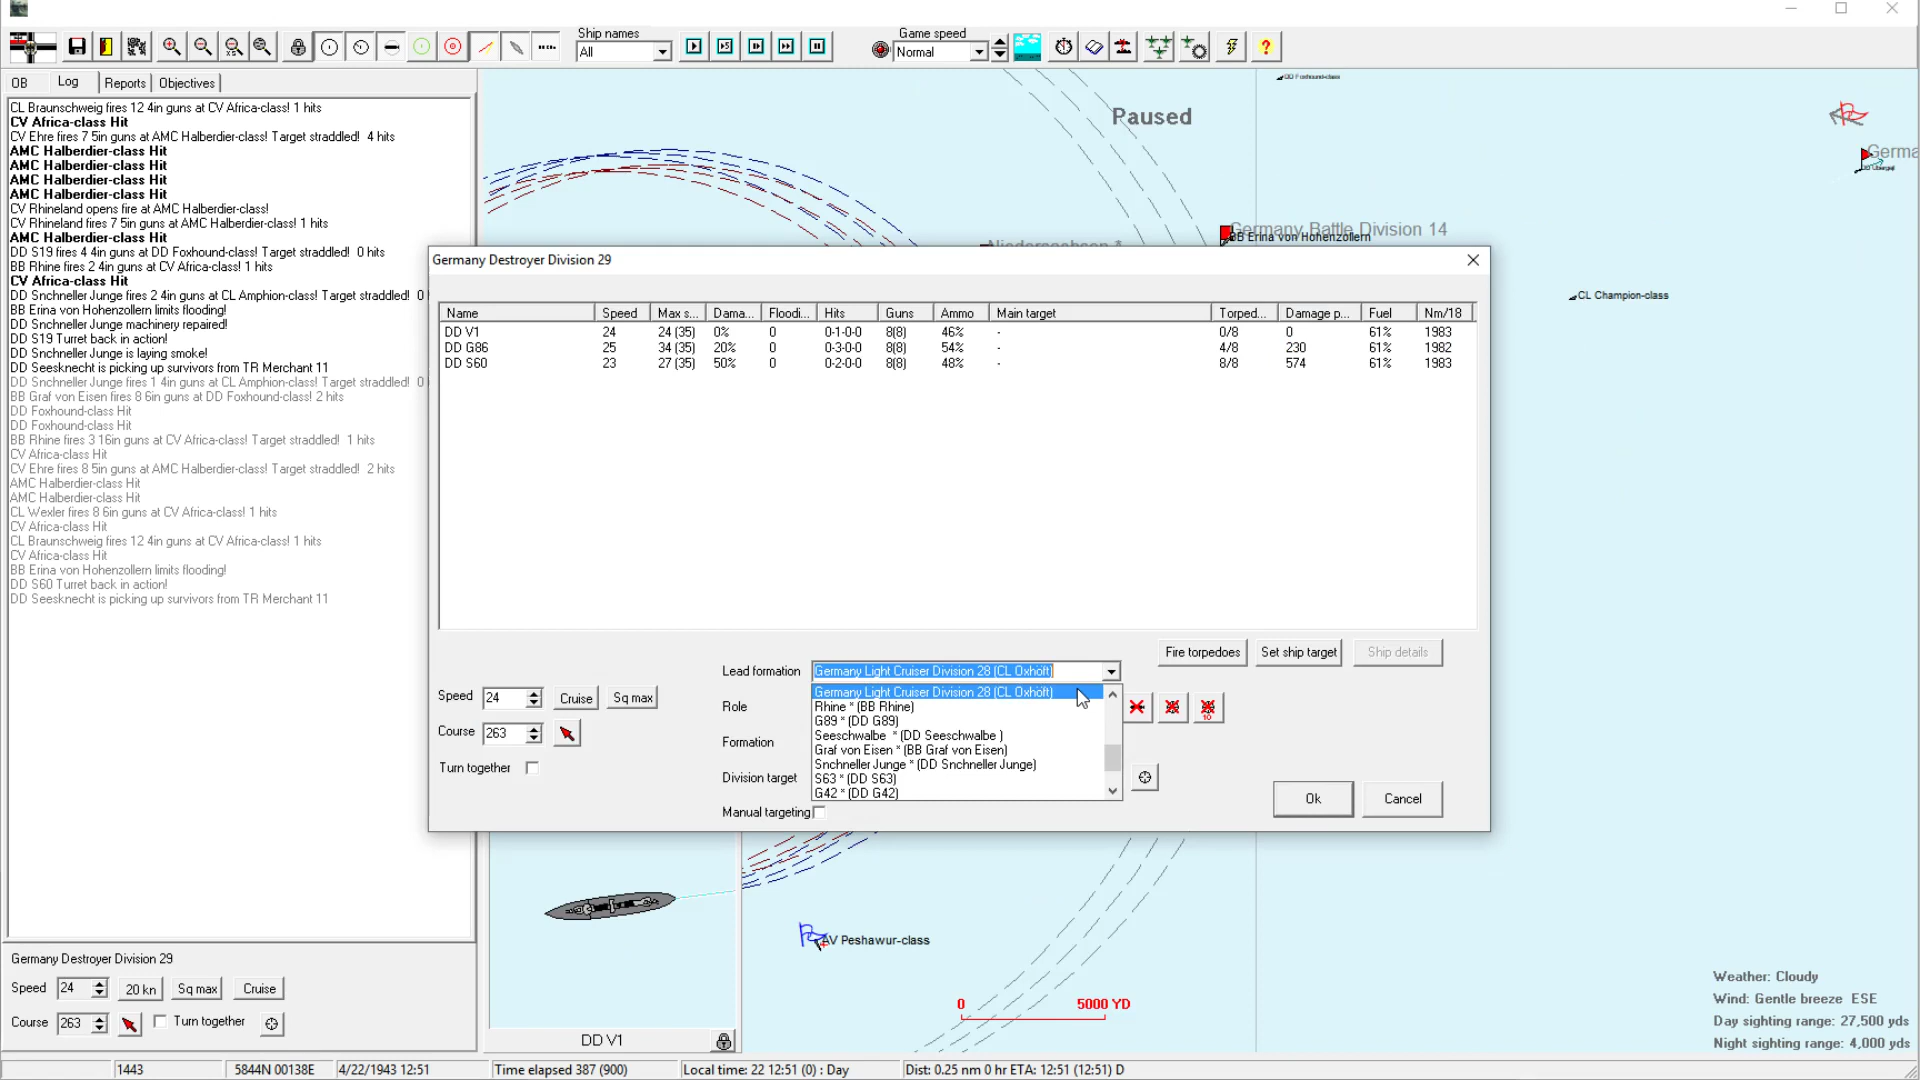 Ship names
All
Game speed
Normal
OB
Log
Reports
Objectives
CL Braunschweig fires 12 4in guns at CV Africa-class! 1 hits
CV Africa-class Hit
CV Ehre fires 7 5in guns at AMC Halberdier-class! Target straddled! 4 hits
AMC Halberdier-class Hit
AMC Halberdier-class Hit
AMC Halberdier-class Hit
AMC Halberdier-class Hit
CV Rhineland opens fire at AMC Halberdier-class!
CV Rhineland fires 7 5in guns at AMC Halberdier-class! 1 hits
AMC Halberdier-class Hit
DD S19 fires 4 4in guns at DD Foxhound-class! Target straddled! 0 hits
BB Rhine fires 2 4in guns at CV Africa-class! 1 hits
CV Africa-class Hit
DD Snchneller Junge fires 2 4in guns at CL Amphion-class! Target straddled! 0
BB Erina von Hohenzollern limits flooding!
DD Snchneller Junge machinery repaired!
DD S19 Turret back in action!
DD Snchneller Junge is laying smoke!
DD Seesknecht is picking up survivors from TR Merchant 11
DD Snchneller Junge fires 1 4in guns at CL Amphion-class! Target straddled! 0
BB Graf von Eisen fires 8 6in guns at DD Foxhound-class! 2 hits
DD Foxhound-class Hit
DD Foxhound-class Hit
BB Rhine fires 3 16in guns at CV Africa-class! Target straddled! 1 hits
CV Africa-class Hit
CV Ehre fires 8 5in guns at AMC Halberdier-class! Target straddled! 2 hits
AMC Halberdier-class Hit
AMC Halberdier-class Hit
CL Wexler fires 8 6in guns at CV Africa-class! 1 hits
CV Africa-class Hit
CL Braunschweig fires 12 4in guns at CV Africa-class! 1 hits
CV Africa-class Hit
BB Erina von Hohenzollern limits flooding!
DD S60 Turret back in action!
DD Seesknecht is picking up survivors from TR Merchant 11
Paused
DD Foxhound-class
Germa
Germany Battle Division 14
BB Erina von Hohenzollern
CL Champion-class
Germany Destroyer Division 29
Name Speed Max s... Dama... Floodi... Hits Guns Ammo Main target Torped... Damage p... Fuel Nm/18
DD V1 24 24 (35) 0% 0 0-1-0-0 8(8) 46% - 0/8 0 61% 1983
DD G86 25 34 (35) 20% 0 0-3-0-0 8(8) 54% - 4/8 230 61% 1982
DD S60 23 27 (35) 50% 0 0-2-0-0 8(8) 48% - 8/8 574 61% 1983
Fire torpedoes
Set ship target
Ship details
Lead formation Germany Light Cruiser Division 28 (CL Oxhöft)
Germany Light Cruiser Division 28 (CL Oxhöft)
Rhine * (BB Rhine)
G89 * (DD G89)
Seeschwalbe * (DD Seeschwalbe )
Graf von Eisen * (BB Graf von Eisen)
Snchneller Junge * (DD Snchneller Junge)
S63 * (DD S63)
G42 * (DD G42)
Speed 24 Cruise Sq max
Course 263
Turn together
Role
Formation
Division target
Manual targeting
10
Ok
Cancel
AV Peshawur-class
0 5000 YD
Weather: Cloudy
Wind: Gentle breeze ESE
Day sighting range: 27,500 yds
Night sighting range: 4,000 yds
Germany Destroyer Division 29
Speed 24 20 kn Sq max Cruise
Course 263 Turn together
DD V1
1443 5844N 00138E 4/22/1943 12:51 Time elapsed 387 (900) Local time: 22 12:51 (0) : Day Dist: 0.25 nm 0 hr ETA: 12:51 (12:51) D